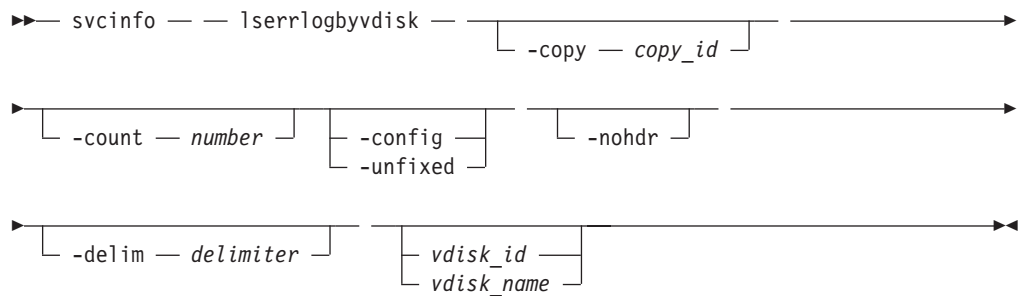 svcinfo lserrlogbyvdisk
-copy copy_id
-count number -config -nohdr
-unfixed
-delim delimiter vdisk_id
vdisk_name